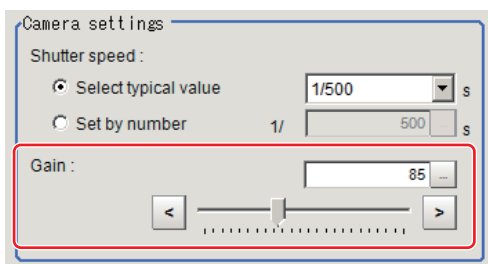 Camera settings
Shutter speed :
Select typical value 1/500 s
Set by number 1/ 500 ... s
Gain : 85 ...
< >